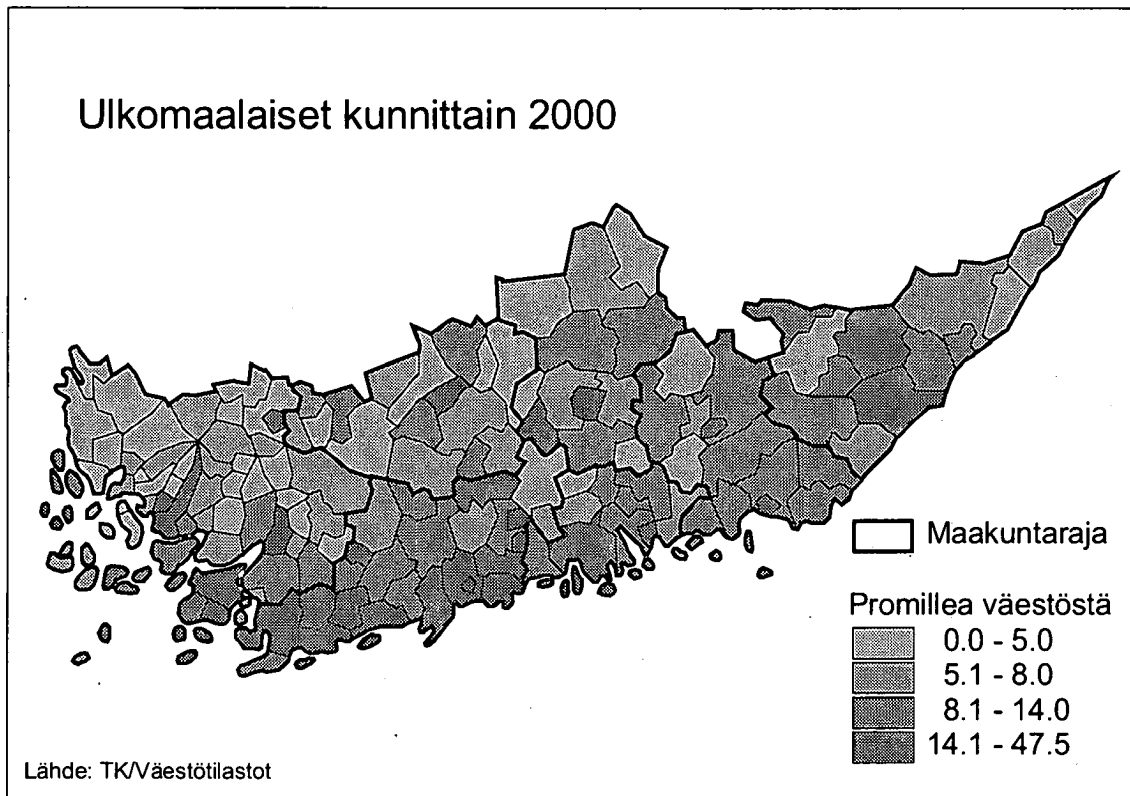 Ulkomaalaiset kunnittain 2000
Maakuntaraja
Promillea väestöstä
0.0 - 5.0
5.1 - 8.0
8.1 - 14.0
14.1 - 47.5
Lähde: TK/Väestötilastot